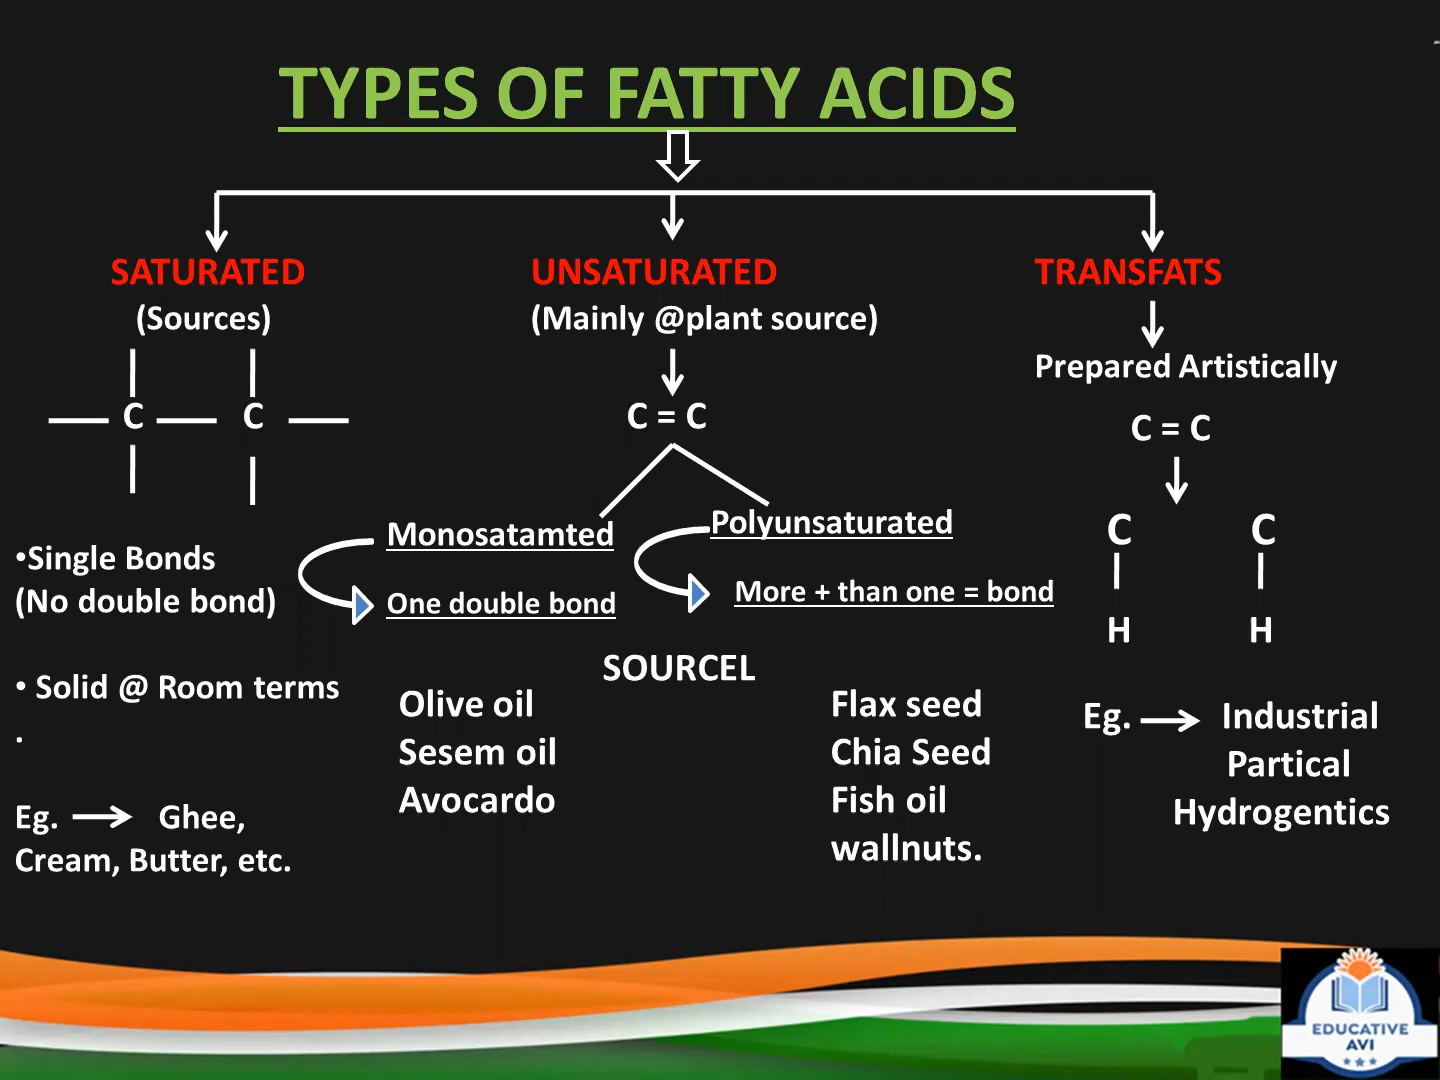 TYPES OF FATTY ACIDS
SATURATED
(Sources)
C C
•Single Bonds
(No double bond)
• Solid @ Room terms
.
Eg. Ghee,
Cream, Butter, etc.
UNSATURATED
(Mainly @plant source)
C = C
Monosatamted
One double bond
Polyunsaturated
More + than one = bond
SOURCEL
Olive oil
Sesem oil
Avocardo
Flax seed
Chia Seed
Fish oil
wallnuts.
TRANSFATS
Prepared Artistically
C = C
C C
H H
Eg. Industrial
Partical
Hydrogentics
EDUCATIVE
AVI